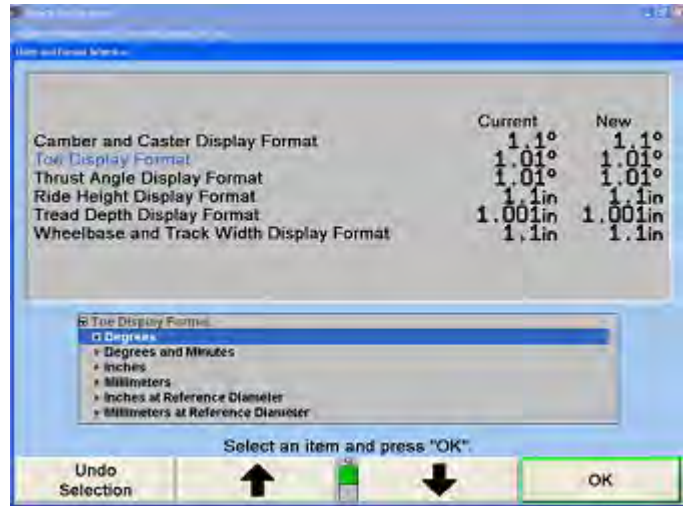 Current New
Camber and Caster Display Format 1.1° 1.1°
Toe Display Format 1.01° 1.01°
Thrust Angle Display Format 1.01° 1.01°
Ride Height Display Format 1.1in 1.1in
Tread Depth Display Format 1.001in 1.001in
Wheelbase and Track Width Display Format 1.1in 1.1in
Toe Display Format
Degrees
Degrees and Minutes
Inches
Millimeters
Inches at Reference Diameter
Millimeters at Reference Diameter
Select an item and press "OK".
Undo
Selection
OK